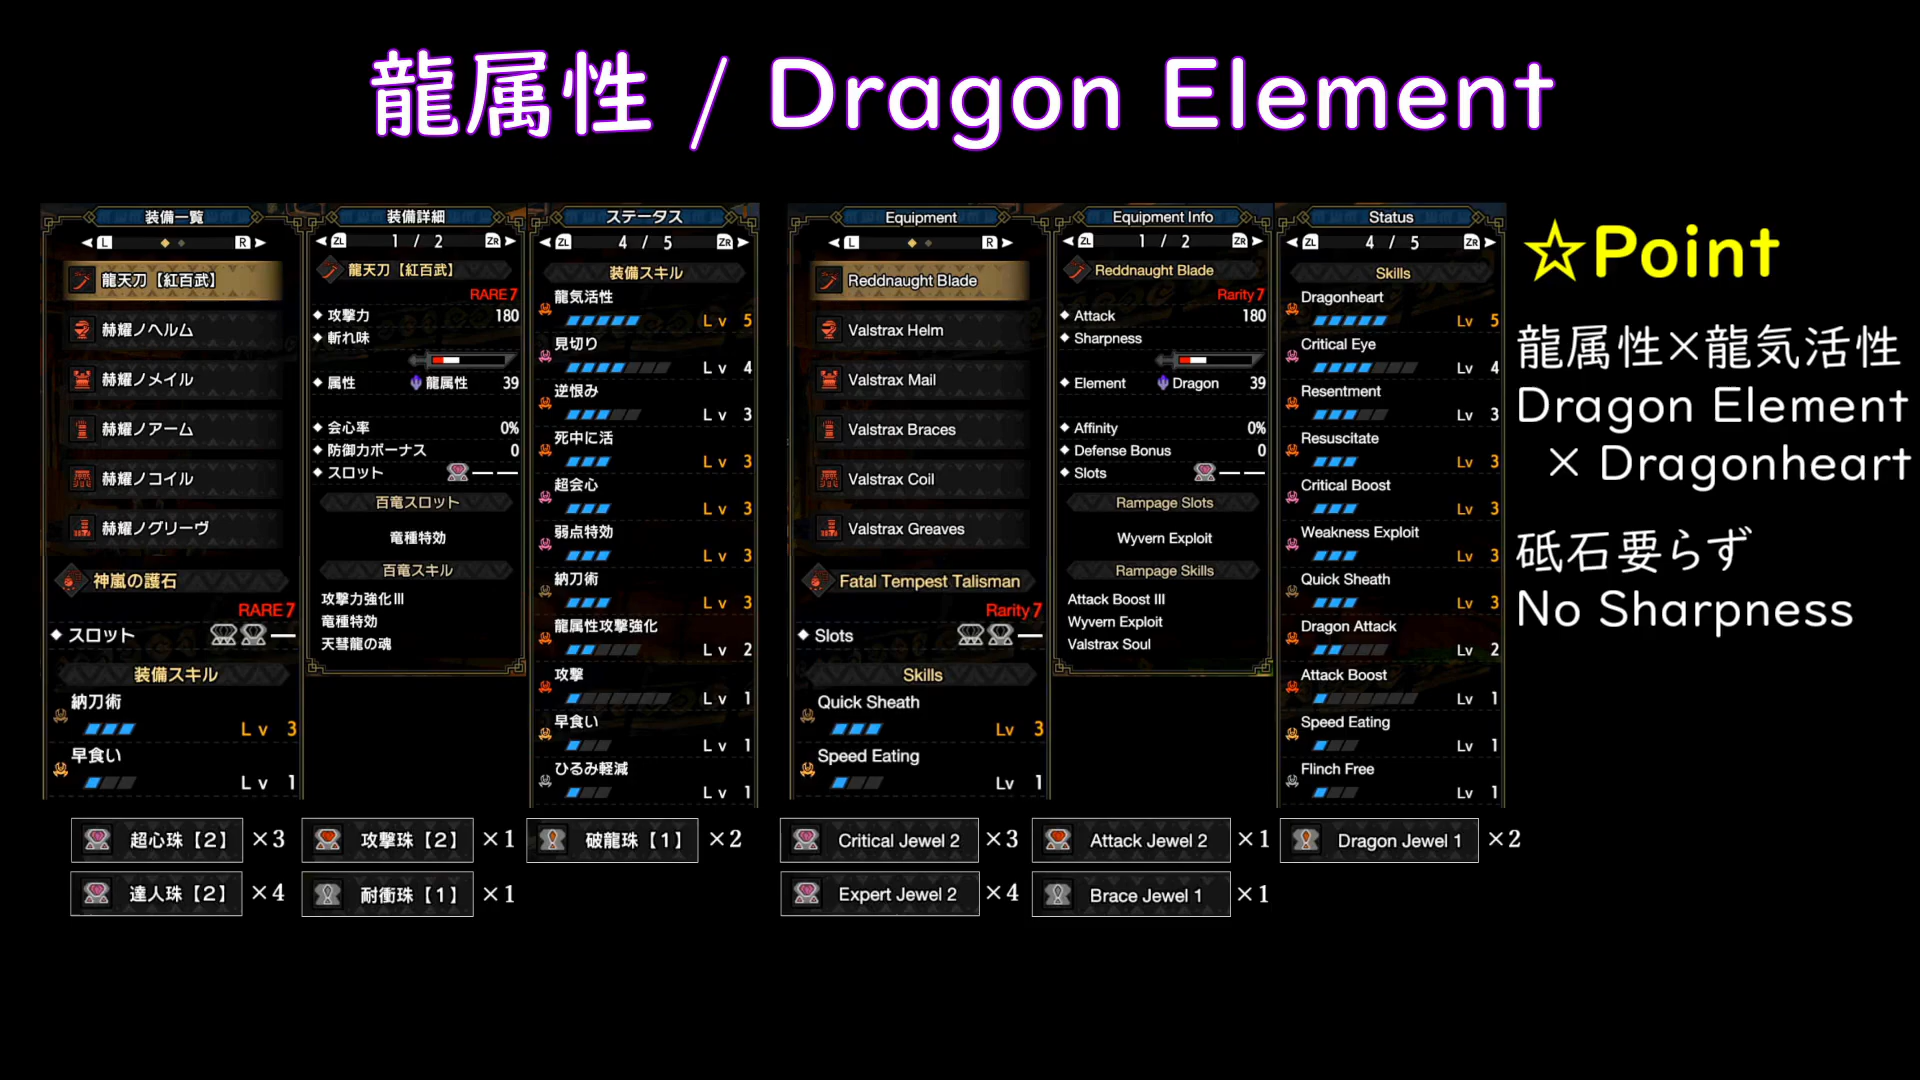 龍属性 / Dragon Element
装備一覧
L R
龍天刀【紅百武】
赫耀ノヘルム
赫耀ノメイル
赫耀ノアーム
赫耀ノコイル
赫耀ノグリーヴ
神嵐の護石
RARE 7
スロット
装備スキル
納刀術
Lv 3
早食い
Lv 1
装備詳細
ZL 1 / 2 ZR
龍天刀【紅百武】
RARE 7
攻撃力 180
斬れ味
属性 龍属性 39
会心率 0%
防御力ボーナス 0
スロット
百竜スロット
竜種特効
百竜スキル
攻撃力強化Ⅲ
竜種特効
天彗龍の魂
ステータス
ZL 4 / 5 ZR
装備スキル
龍気活性
Lv 5
見切り
Lv 4
逆恨み
Lv 3
死中に活
Lv 3
超会心
Lv 3
弱点特効
Lv 3
納刀術
Lv 3
龍属性攻撃強化
Lv 2
攻撃
Lv 1
早食い
Lv 1
ひるみ軽減
Lv 1
Equipment
L R
Reddnaught Blade
Valstrax Helm
Valstrax Mail
Valstrax Braces
Valstrax Coil
Valstrax Greaves
Fatal Tempest Talisman
Rarity 7
Slots
Skills
Quick Sheath
Lv 3
Speed Eating
Lv 1
Equipment Info
ZL 1 / 2 ZR
Reddnaught Blade
Rarity 7
Attack 180
Sharpness
Element Dragon 39
Affinity 0%
Defense Bonus 0
Slots
Rampage Slots
Wyvern Exploit
Rampage Skills
Attack Boost III
Wyvern Exploit
Valstrax Soul
Status
ZL 4 / 5 ZR
Skills
Dragonheart
Lv 5
Critical Eye
Lv 4
Resentment
Lv 3
Resuscitate
Lv 3
Critical Boost
Lv 3
Weakness Exploit
Lv 3
Quick Sheath
Lv 3
Dragon Attack
Lv 2
Attack Boost
Lv 1
Speed Eating
Lv 1
Flinch Free
Lv 1
☆Point
龍属性×龍気活性
Dragon Element
× Dragonheart
砥石要らず
No Sharpness
超心珠【2】 ×3 攻撃珠【2】 ×1 破龍珠【1】 ×2
達人珠【2】 ×4 耐衝珠【1】 ×1
Critical Jewel 2 ×3 Attack Jewel 2 ×1 Dragon Jewel 1 ×2
Expert Jewel 2 ×4 Brace Jewel 1 ×1